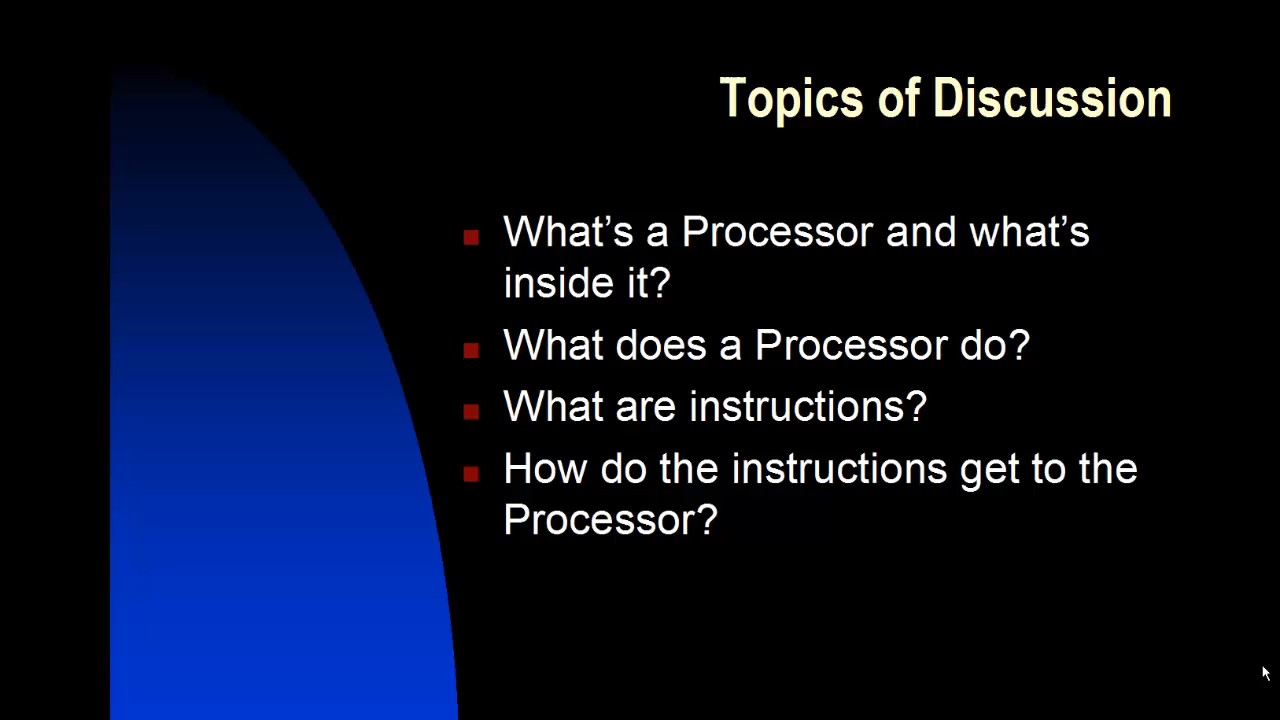 Topics of Discussion
What’s a Processor and what’s
inside it?
What does a Processor do?
What are instructions?
How do the instructions get to the
Processor?